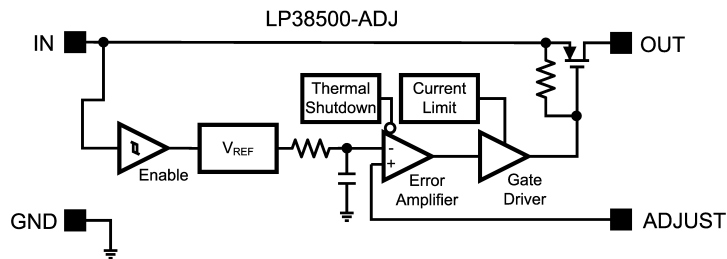 LP38500-ADJ
IN
OUT
Thermal
Shutdown
Current
Limit
Enable
VREF
-
+
Error
Amplifier
Gate
Driver
GND
ADJUST